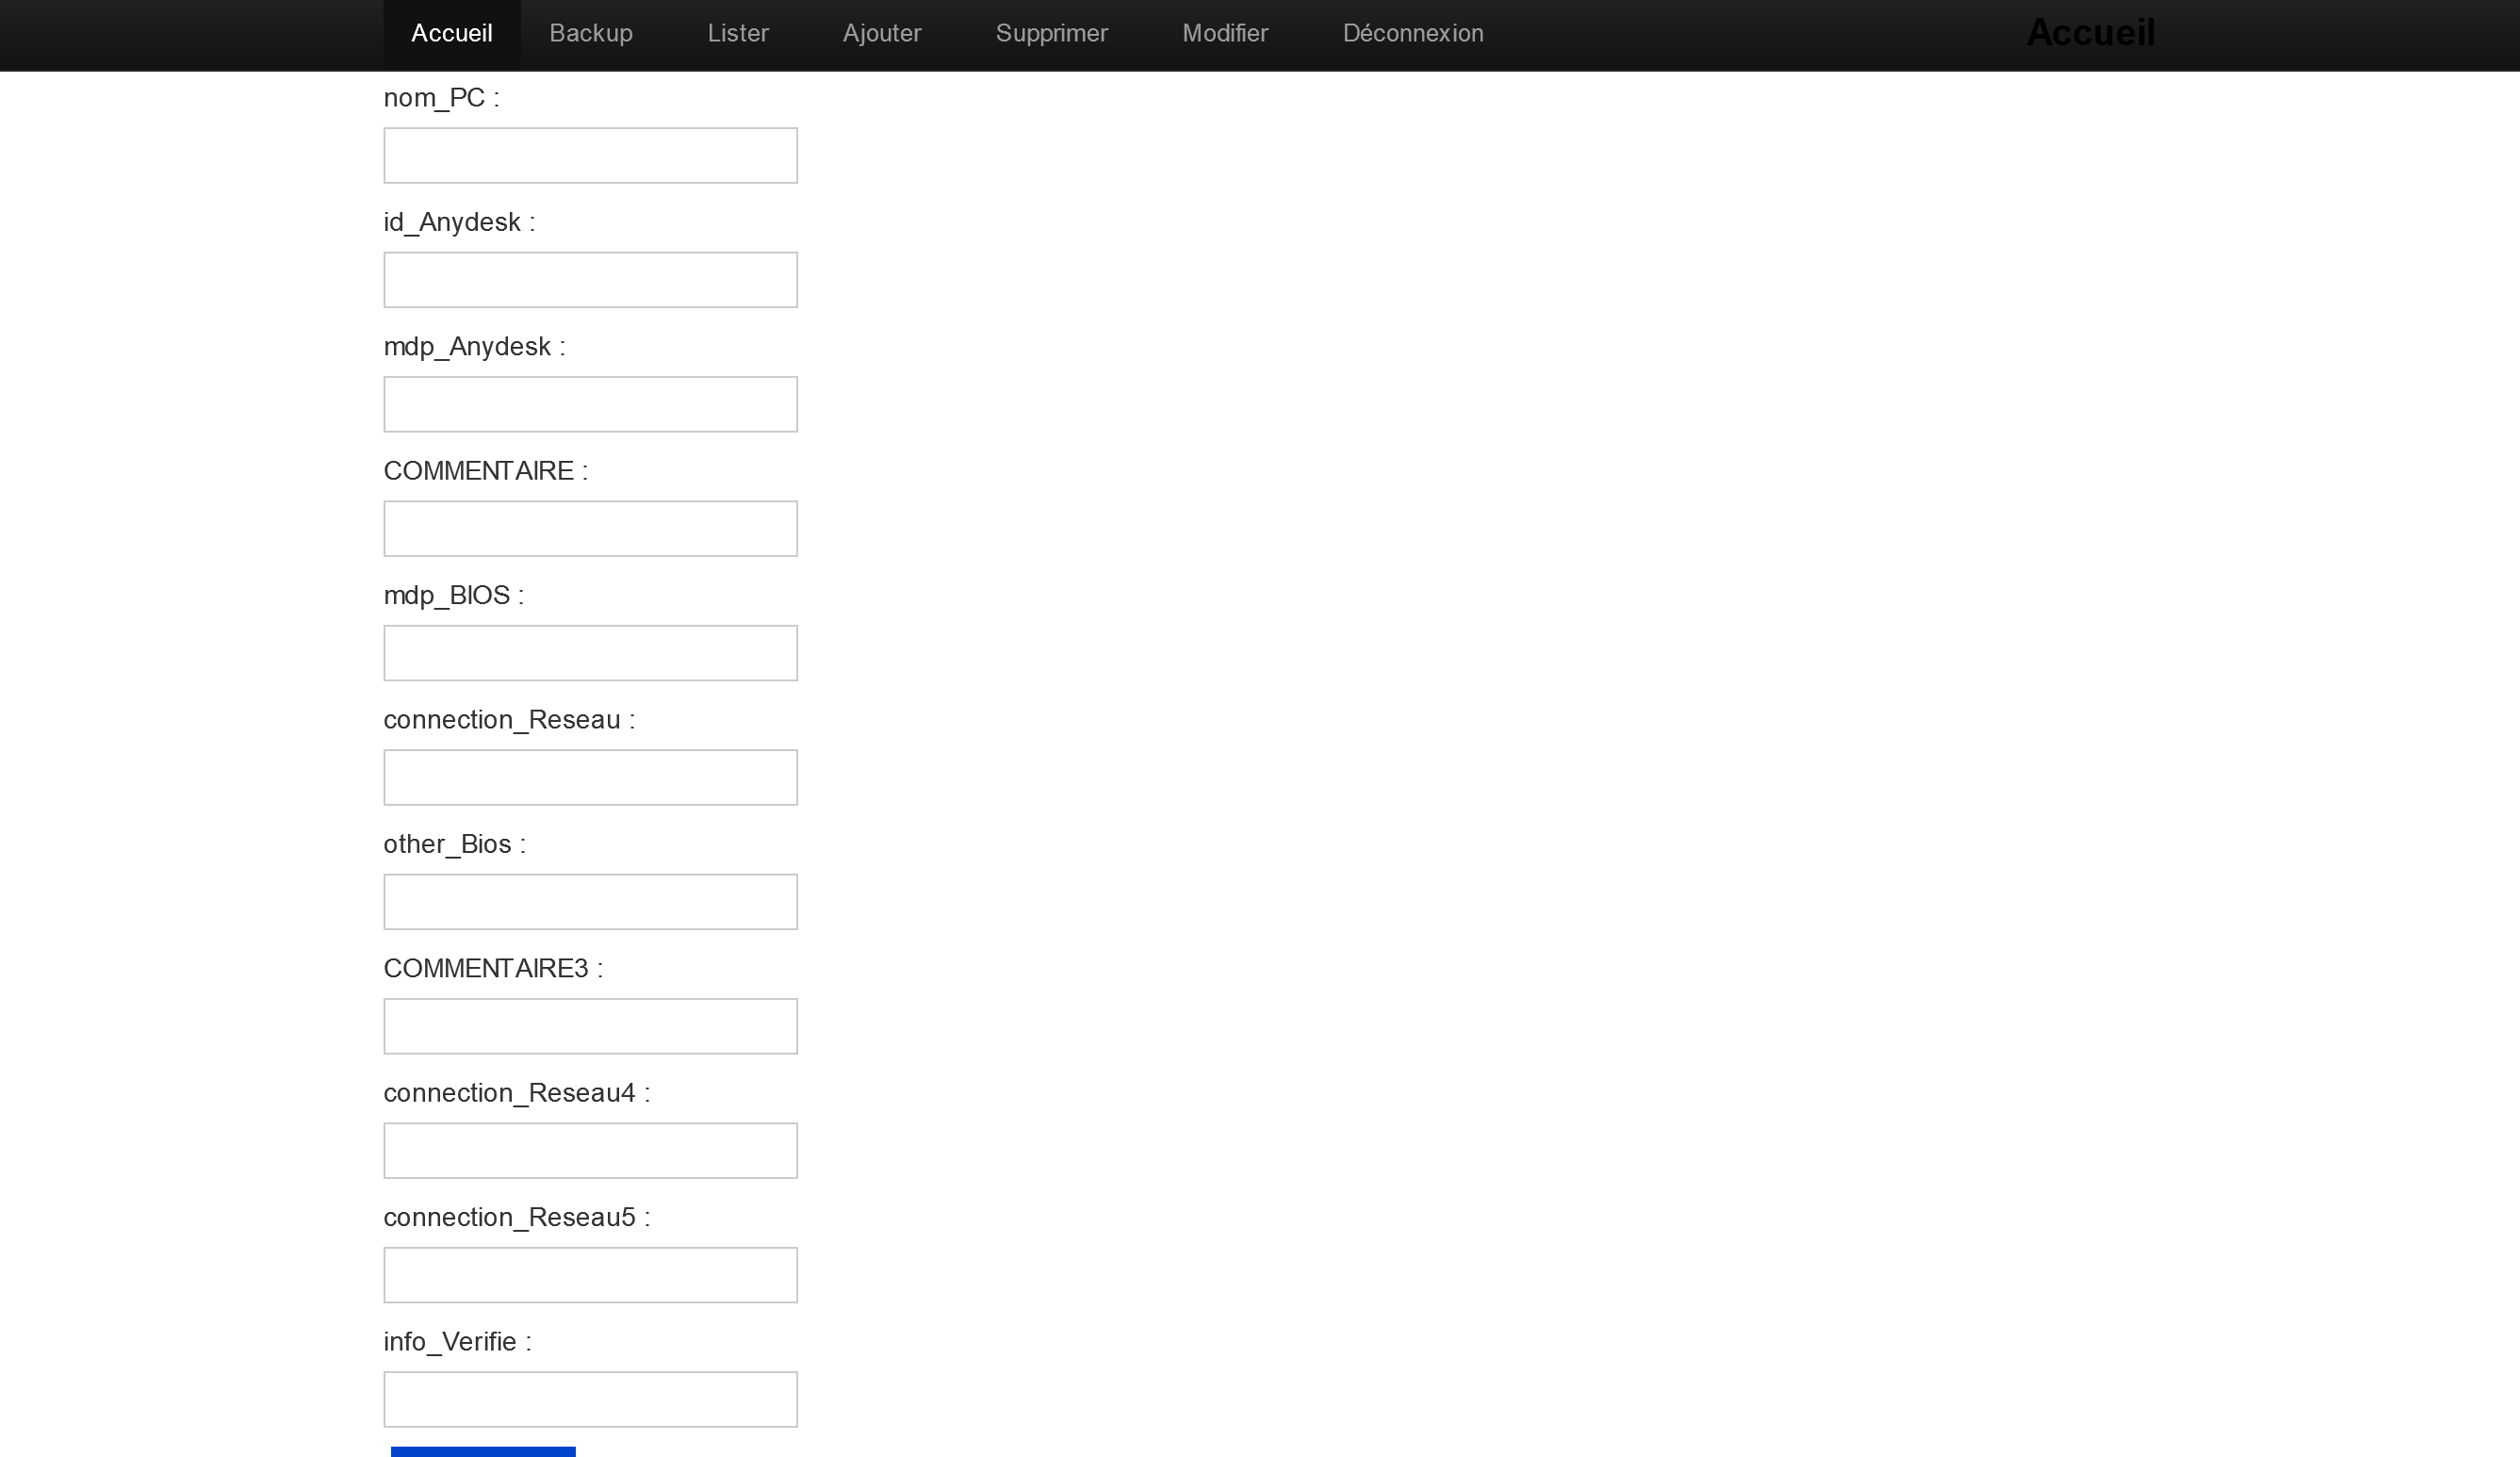 Accueil Backup Lister Ajouter Supprimer Modifier Déconnexion Accueil
nom_PC :
id_Anydesk :
mdp_Anydesk :
COMMENTAIRE :
mdp_BIOS :
connection_Reseau :
other_Bios :
COMMENTAIRE3 :
connection_Reseau4 :
connection_Reseau5 :
info_Verifie :